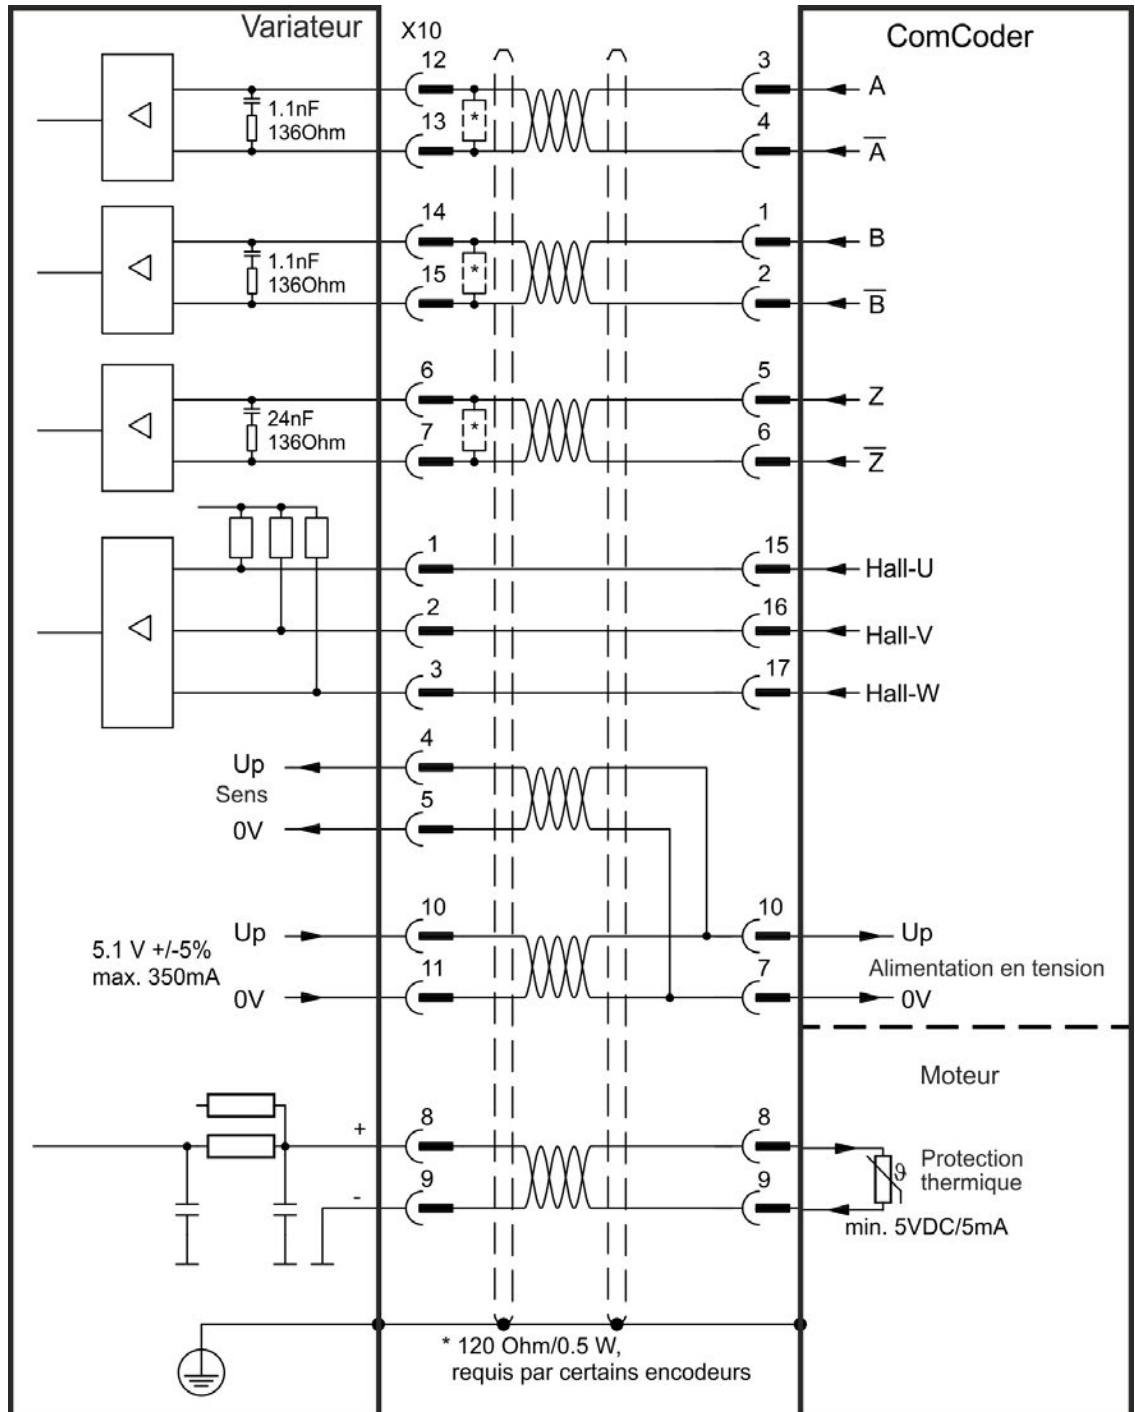 Variateur
X10
ComCoder
12
3
A
1.1nF
136Ohm
*
13
4
A̅
14
1
B
1.1nF
136Ohm
*
15
2
B̅
6
5
Z
24nF
136Ohm
*
7
6
Z̅
1
15
Hall-U
2
16
Hall-V
3
17
Hall-W
Up
4
Sens
5
0V
Up
10
10
Up
5.1 V +/-5%
max. 350mA
Alimentation en tension
0V
11
7
0V
Moteur
+
8
8
Protection
thermique
ϑ
-
9
9
min. 5VDC/5mA
* 120 Ohm/0.5 W,
requis par certains encodeurs